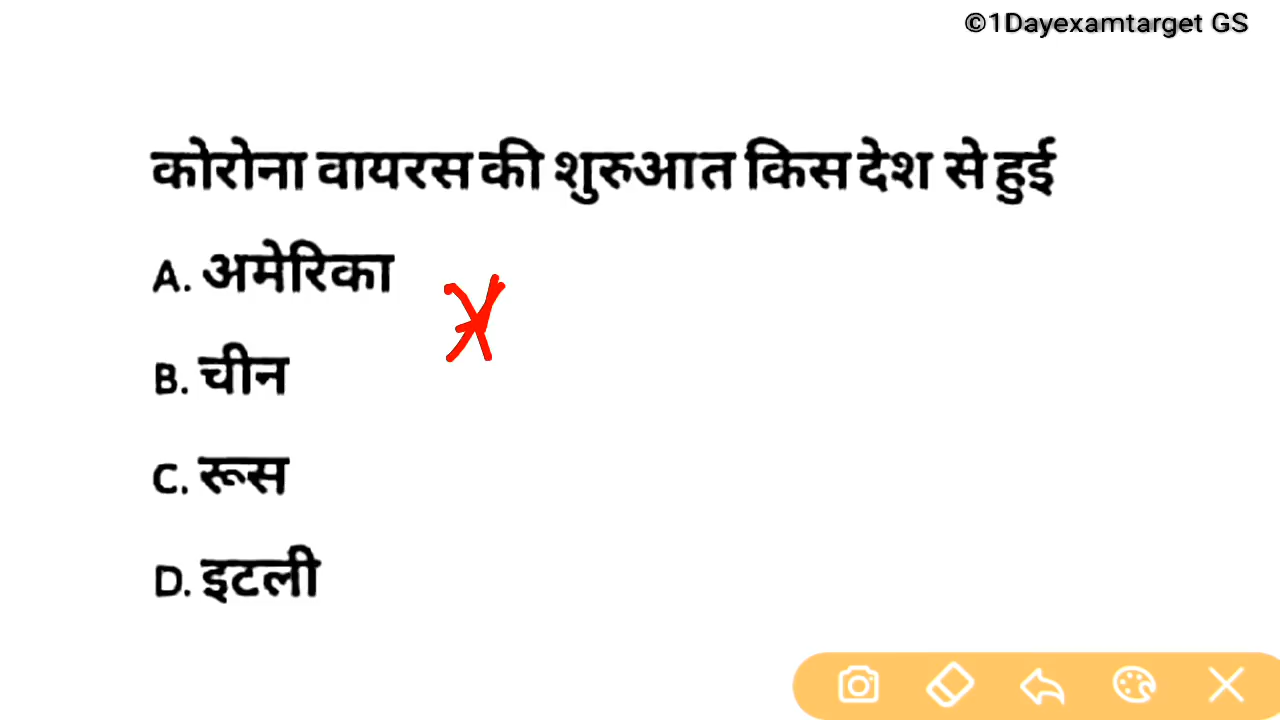 ©1Dayexamtarget GS
कोरोना वायरस की शुरुआत किस देश से हुई
A. अमेरिका
B. चीन
C. रूस
D. इटली